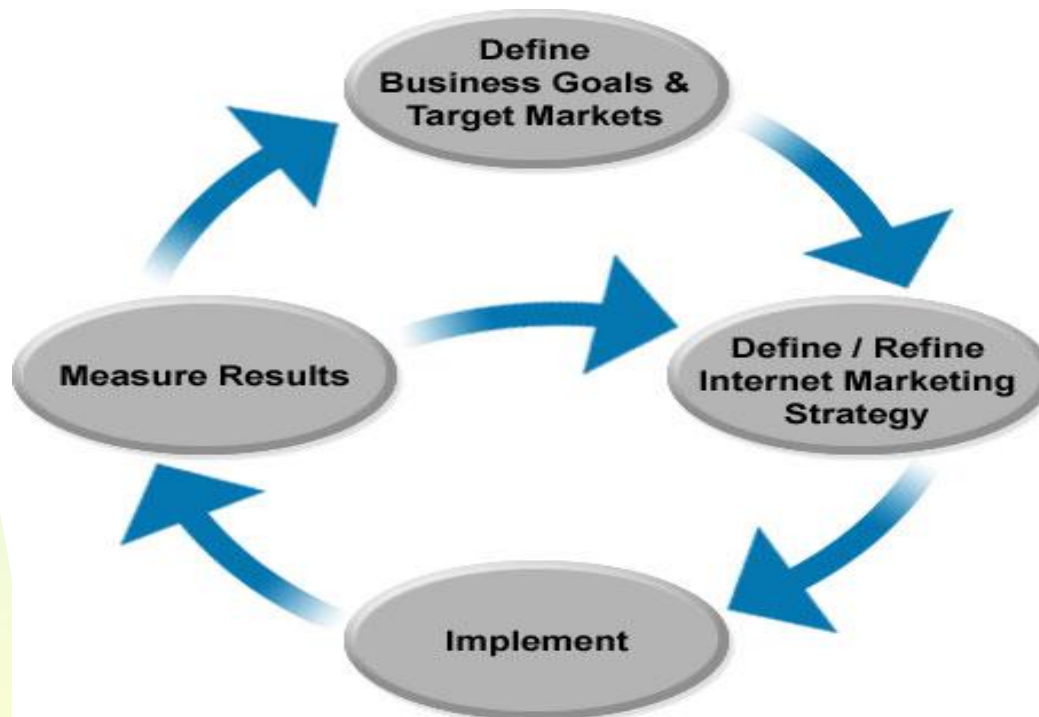 Define
Business Goals &
Target Markets
Measure Results
Define / Refine
Internet Marketing
Strategy
Implement